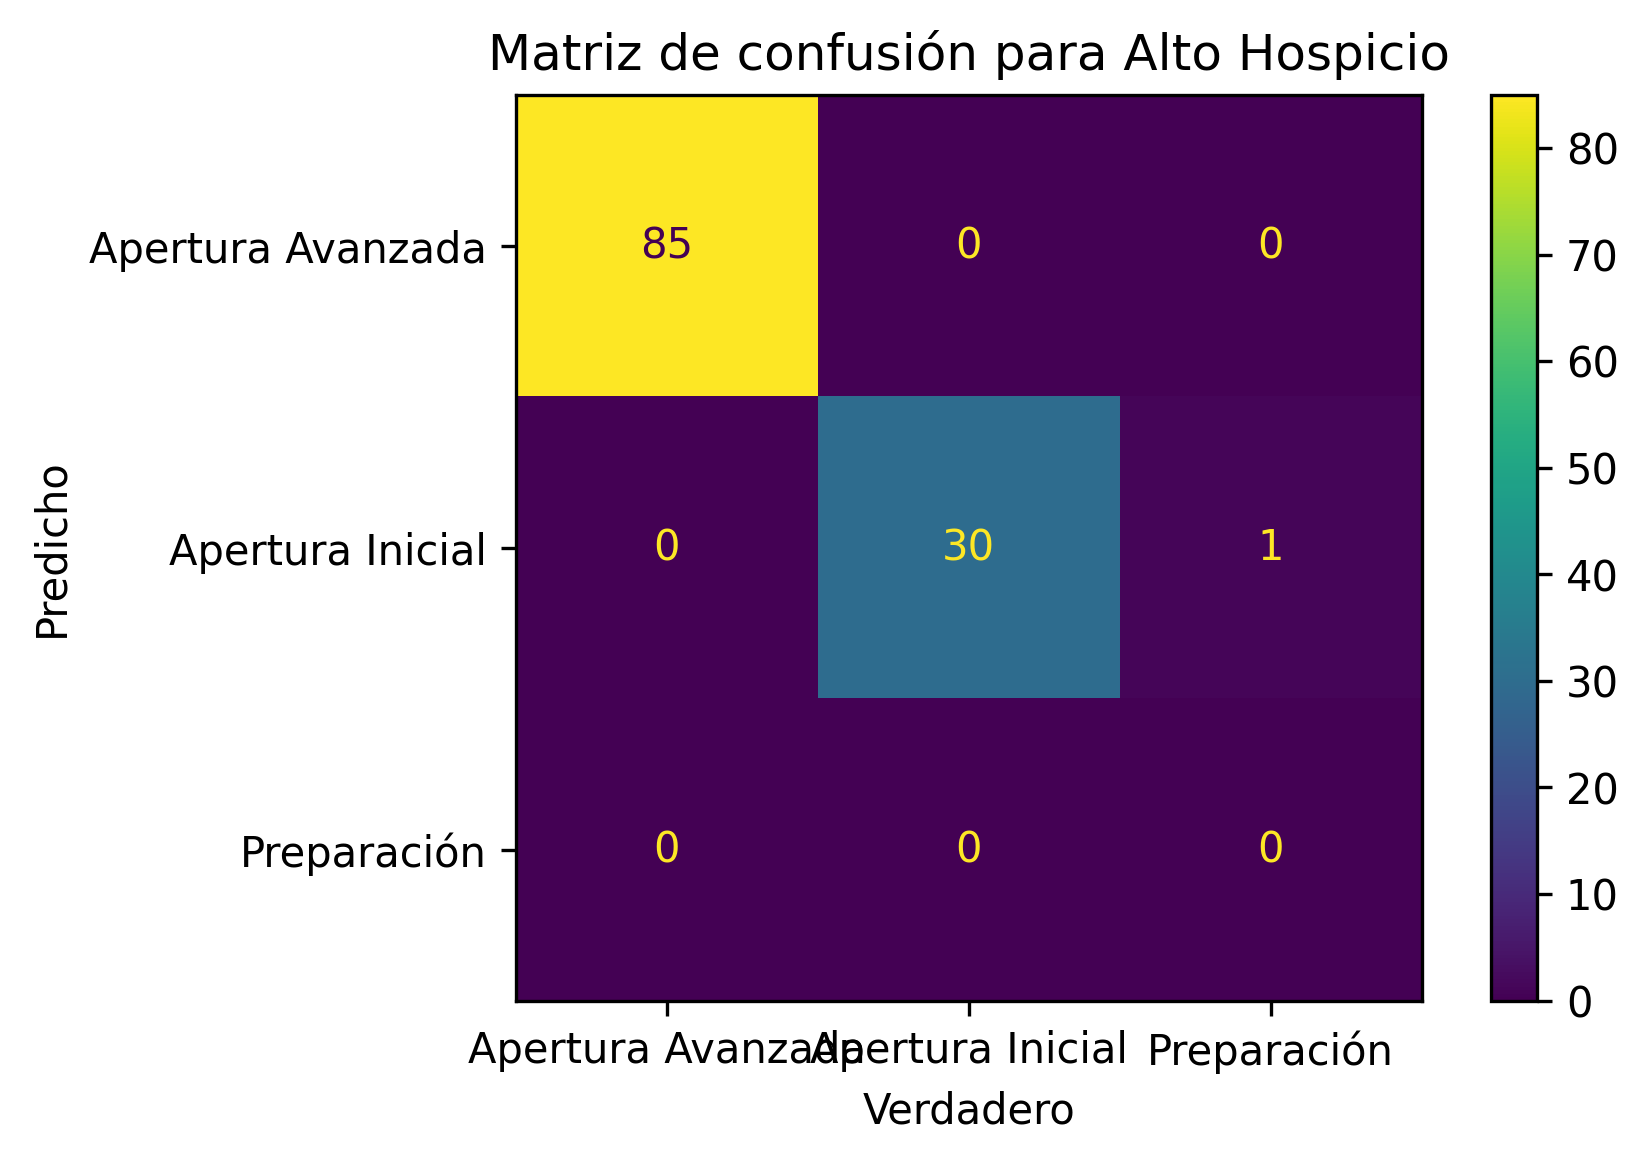 Matriz de confusión para Alto Hospicio
Predicho
Apertura Avanzada
85
0
0
Apertura Inicial
0
30
1
Preparación
0
0
0
Apertura Avanzada
Apertura Inicial
Preparación
Verdadero
80
70
60
50
40
30
20
10
0